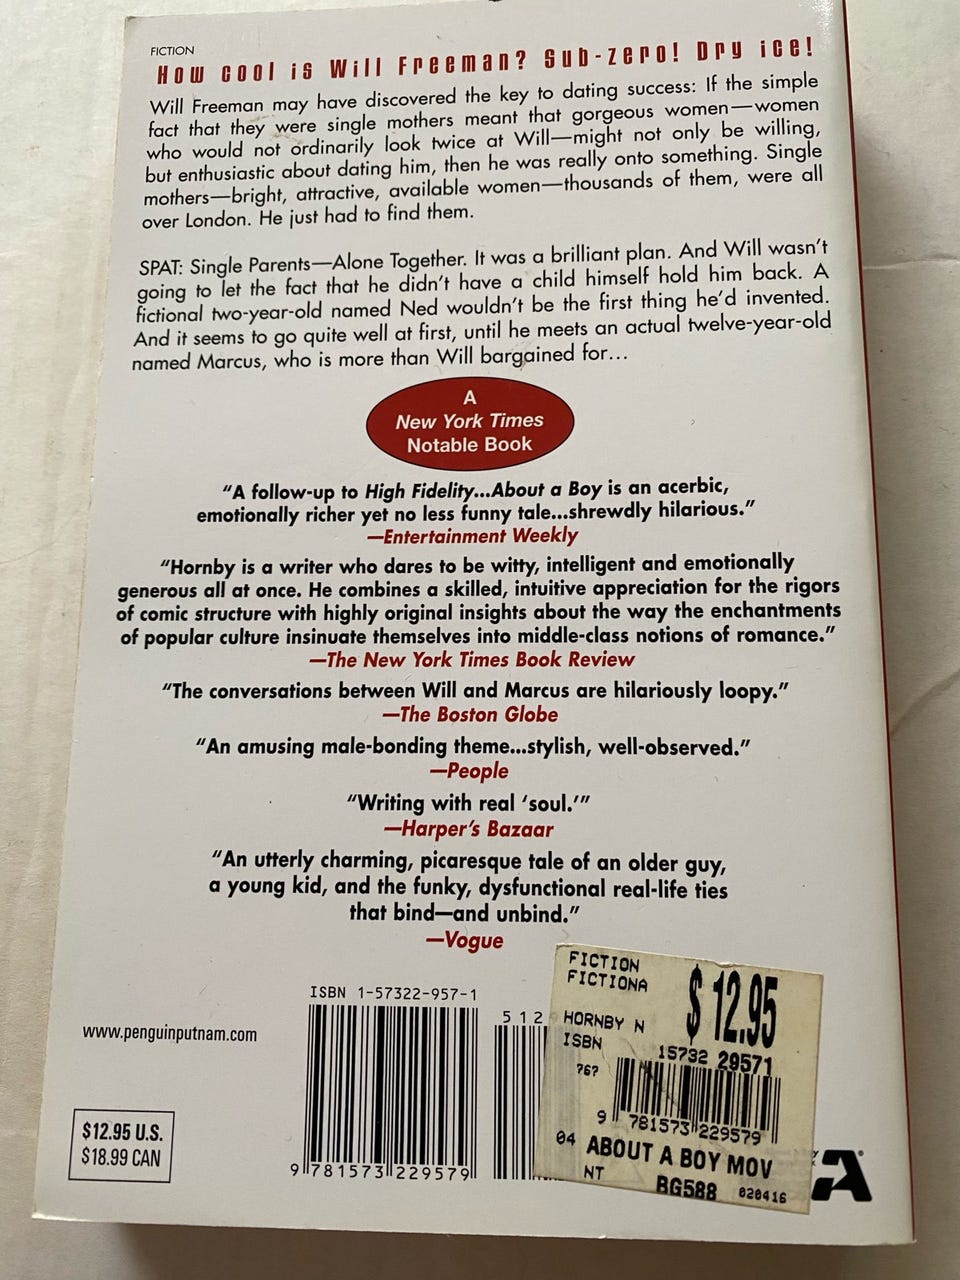 FICTION
How cool is Will Freeman? Sub-zero! Dry ice!
Will Freeman may have discovered the key to dating success: If the simple
fact that they were single mothers meant that gorgeous women—women
who would not ordinarily look twice at Will—might not only be willing,
but enthusiastic about dating him, then he was really onto something. Single
mothers—bright, attractive, available women—thousands of them, were all
over London. He just had to find them.
SPAT: Single Parents—Alone Together. It was a brilliant plan. And Will wasn't
going to let the fact that he didn't have a child himself hold him back. A
fictional two-year-old named Ned wouldn't be the first thing he'd invented.
And it seems to go quite well at first, until he meets an actual twelve-year-old
named Marcus, who is more than Will bargained for...
A
New York Times
Notable Book
"A follow-up to High Fidelity...About a Boy is an acerbic,
emotionally richer yet no less funny tale...shrewdly hilarious."
—Entertainment Weekly
"Hornby is a writer who dares to be witty, intelligent and emotionally
generous all at once. He combines a skilled, intuitive appreciation for the rigors
of comic structure with highly original insights about the way the enchantments
of popular culture insinuate themselves into middle-class notions of romance."
—The New York Times Book Review
"The conversations between Will and Marcus are hilariously loopy."
—The Boston Globe
"An amusing male-bonding theme...stylish, well-observed."
—People
"Writing with real 'soul.'"
—Harper's Bazaar
"An utterly charming, picaresque tale of an older guy,
a young kid, and the funky, dysfunctional real-life ties
that bind—and unbind."
—Vogue
www.penguinputnam.com
$12.95 U.S.
$18.99 CAN
ISBN 1-57322-957-1
9 781573 229579
512
FICTION
FICTIONA
$12.95
HORNBY N
ISBN
15732 29571
?6?
9 781573 229579
04 ABOUT A BOY MOV
NT BG588 020416
A